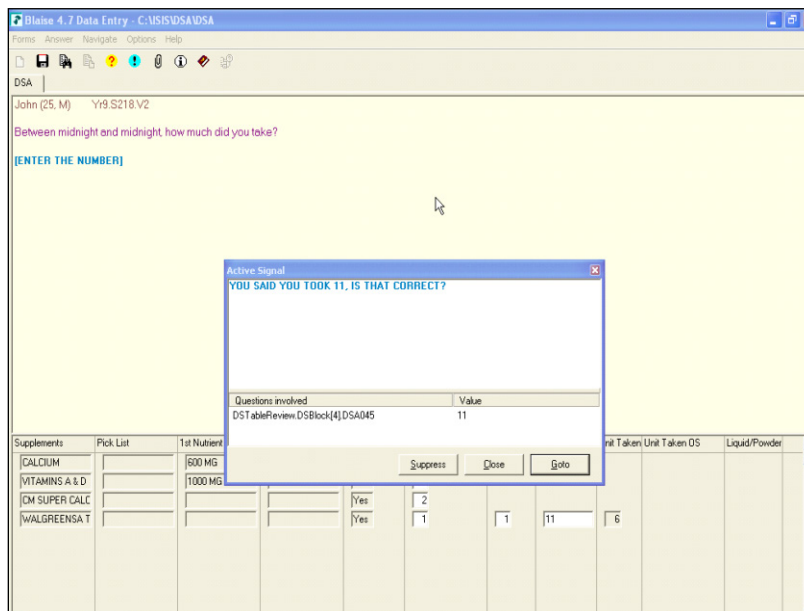 Blaise 4.7 Data Entry - C:\ISIS\DSA\DSA
Forms Answer Navigate Options Help
DSA
John (25, M) Yr9.S218.V2
Between midnight and midnight, how much did you take?
[ENTER THE NUMBER]
Active Signal
YOU SAID YOU TOOK 11, IS THAT CORRECT?
Questions involved Value
DSTableReview.DSBlock[4].DSA045 11
Suppress Close Goto
Supplements Pick List 1st Nutrient nit Taken Unit Taken OS Liquid/Powder
CALCIUM 600 MG
VITAMINS A & D 1000 MG
CM SUPER CALC Yes 2
WALGREENSA T Yes 1 1 11 6